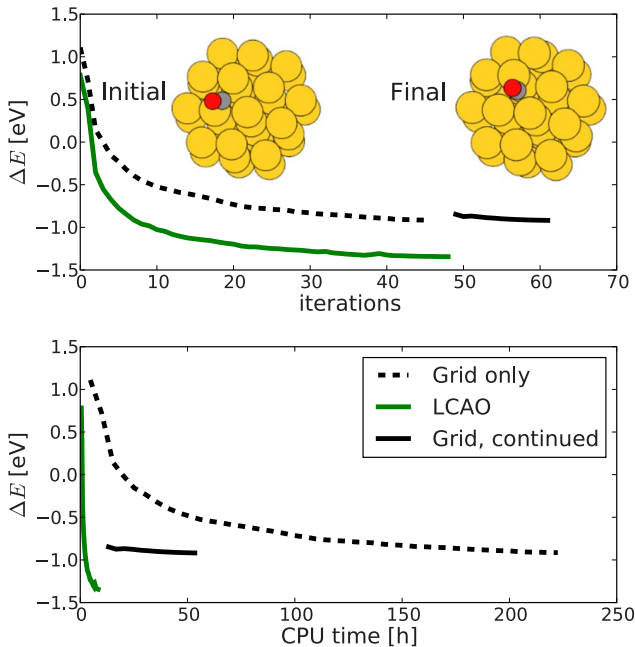 1.5
1.0
0.5
0.0
−0.5
−1.0
−1.5
ΔE [eV]
Initial
Final
0 10 20 30 40 50 60 70
iterations
1.5
1.0
0.5
0.0
−0.5
−1.0
−1.5
ΔE [eV]
Grid only
LCAO
Grid, continued
0 50 100 150 200 250
CPU time [h]